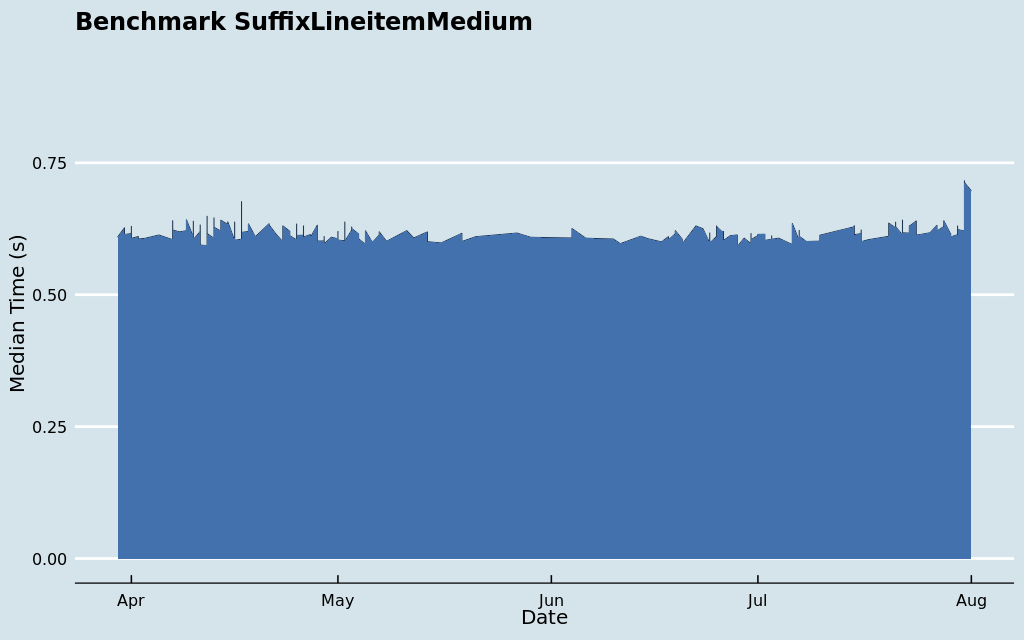 Benchmark SuffixLineitemMedium
Median Time (s)
0.75
0.50
0.25
0.00
Apr May Jun Jul Aug
Date